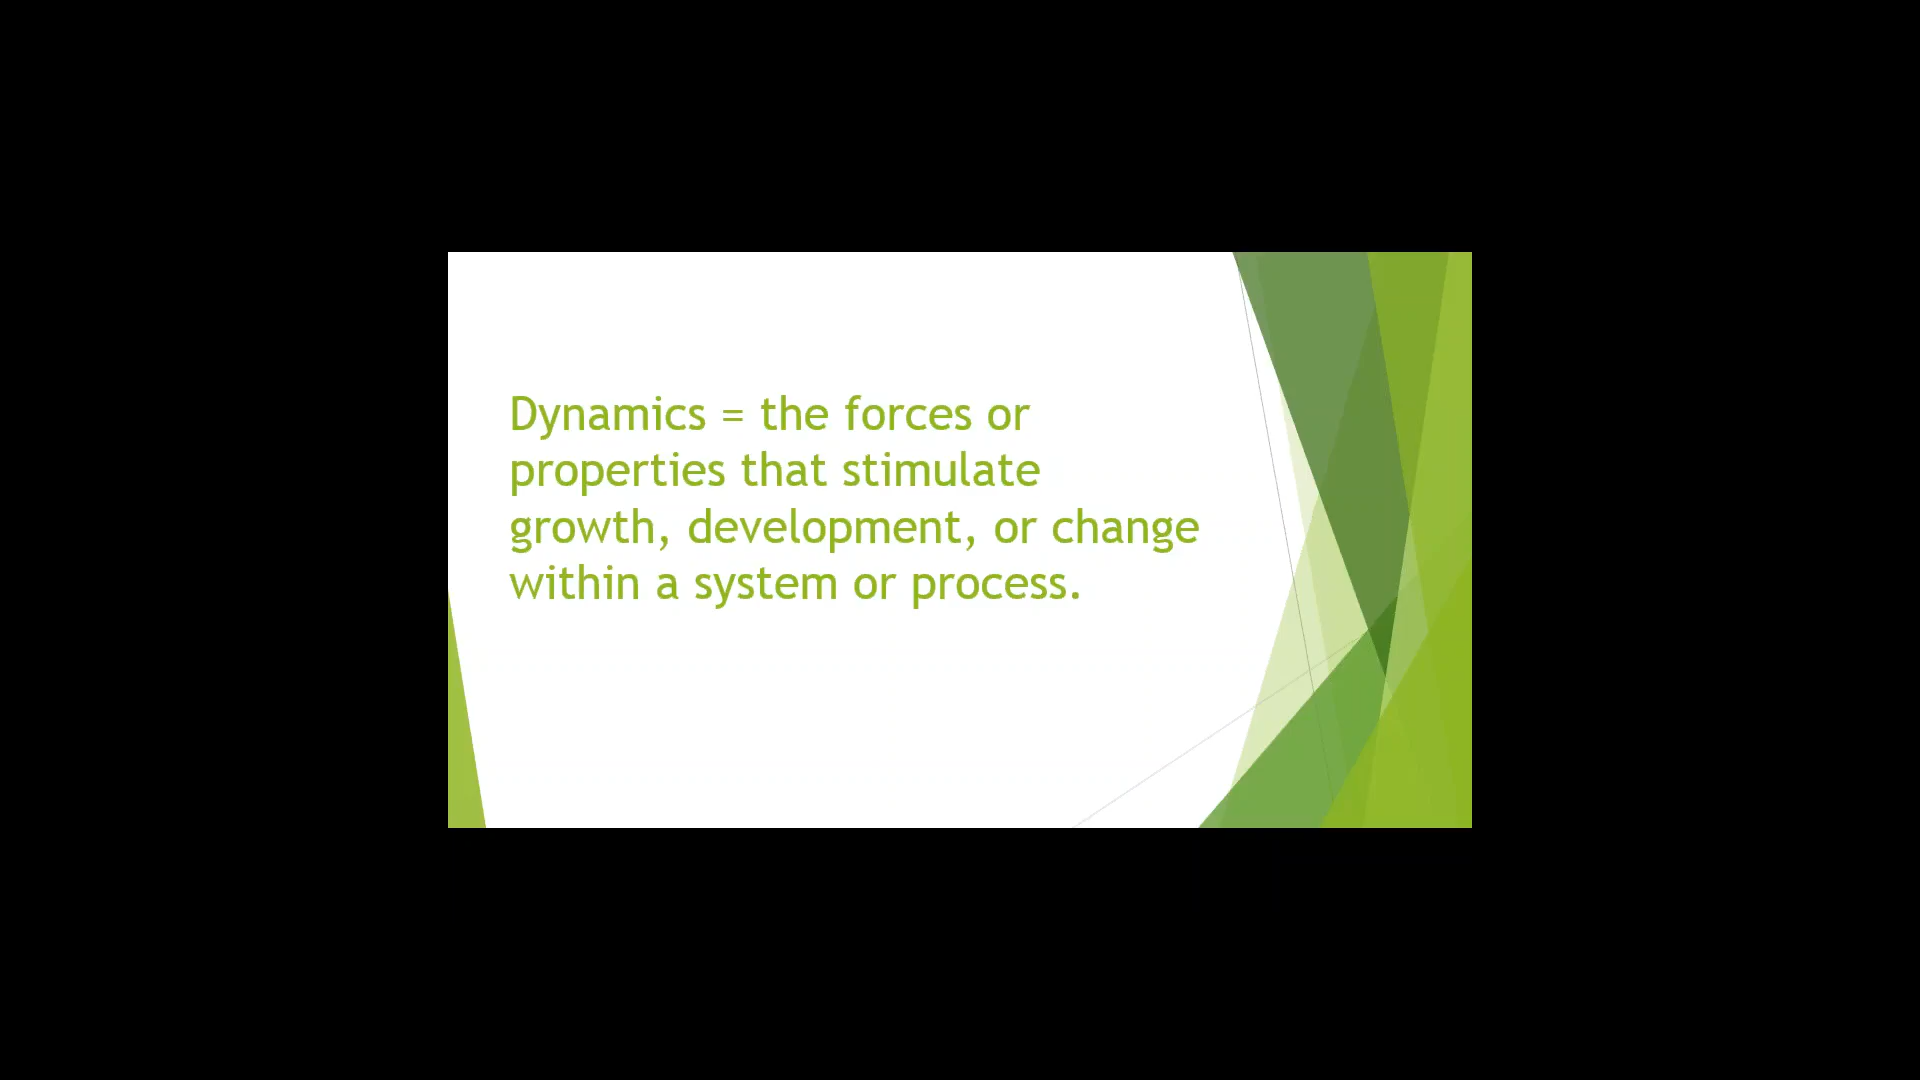 Dynamics = the forces or
properties that stimulate
growth, development, or change
within a system or process.